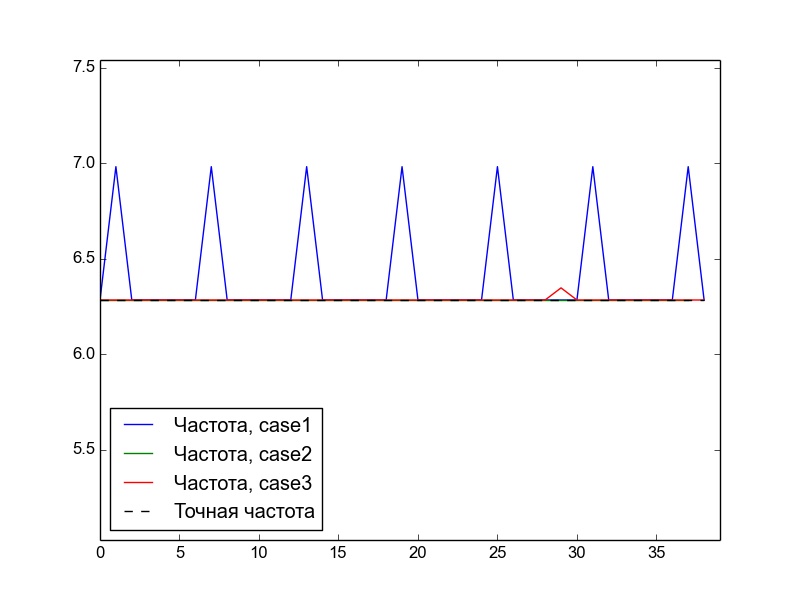 7.5
7.0
6.5
6.0
5.5
Частота, case1
Частота, case2
Частота, case3
Точная частота
0 5 10 15 20 25 30 35